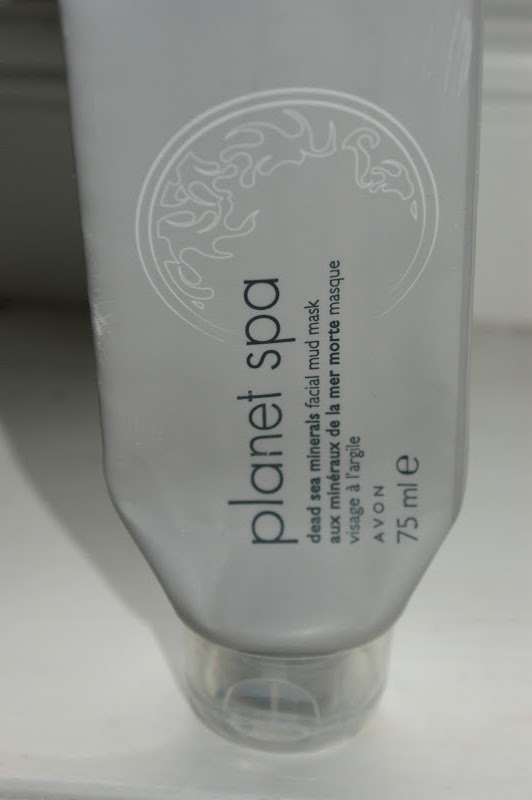 planet spa
dead sea minerals facial mud mask
aux minéraux de la mer morte masque
visage à l'argile
AVON
75 ml e